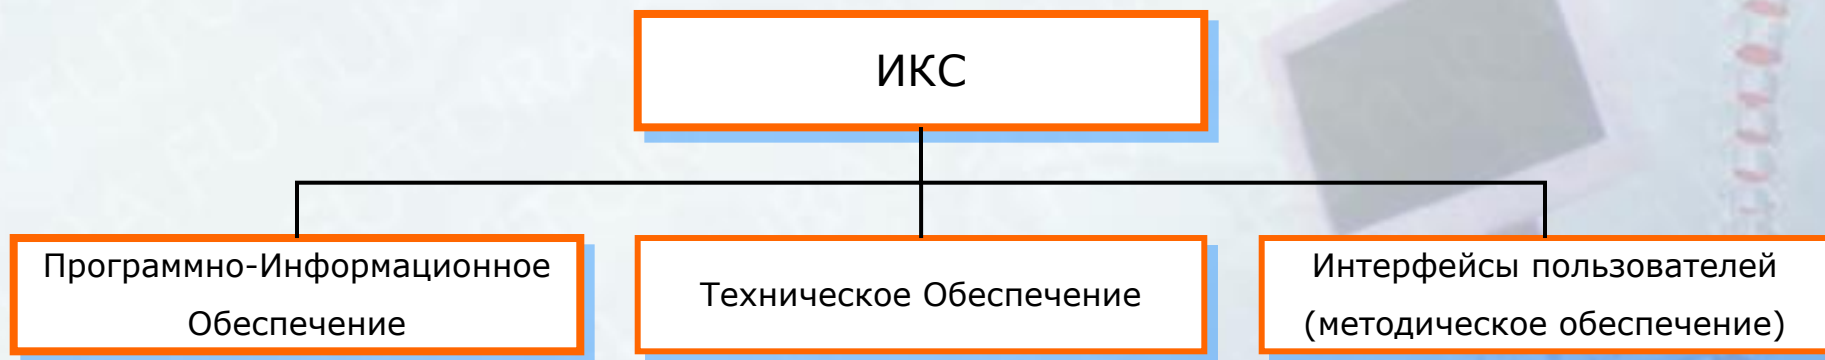 ИКС
Программно-Информационное
Обеспечение
Техническое Обеспечение
Интерфейсы пользователей
(методическое обеспечение)